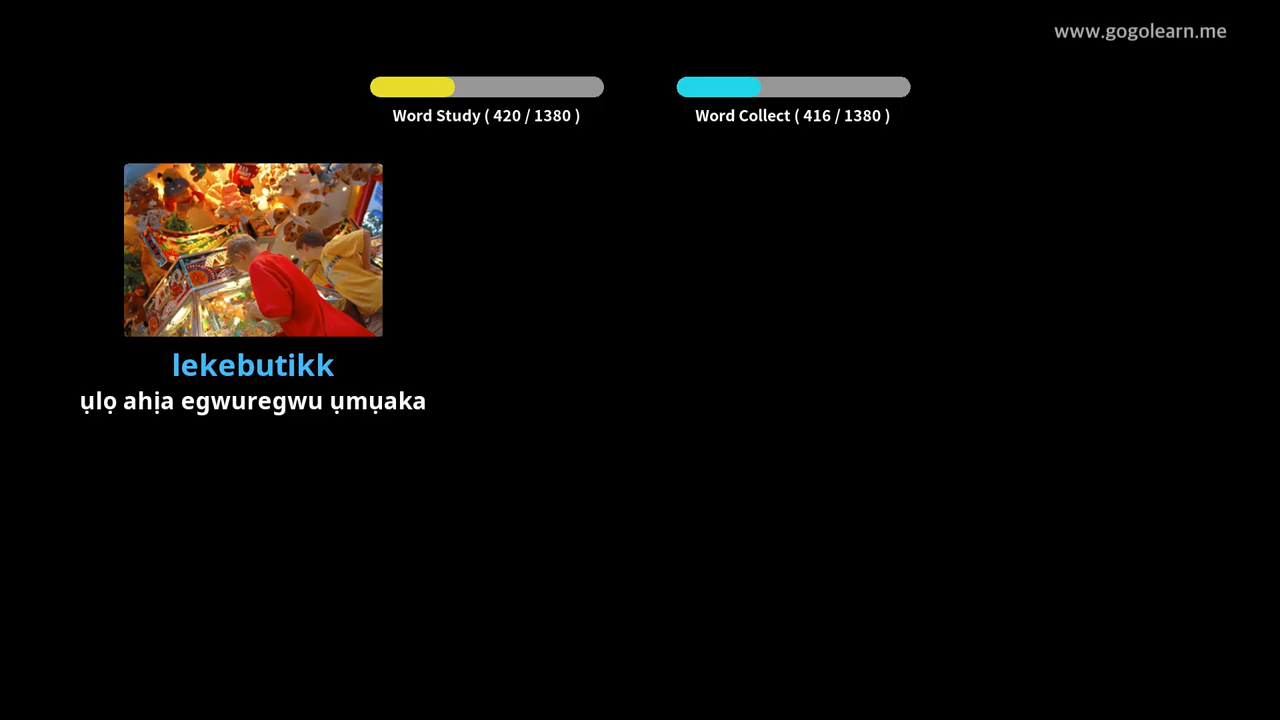 www.gogolearn.me
Word Study ( 420 / 1380 )
Word Collect ( 416 / 1380 )
lekebutikk
ụlọ ahịa egwuregwu ụmụaka